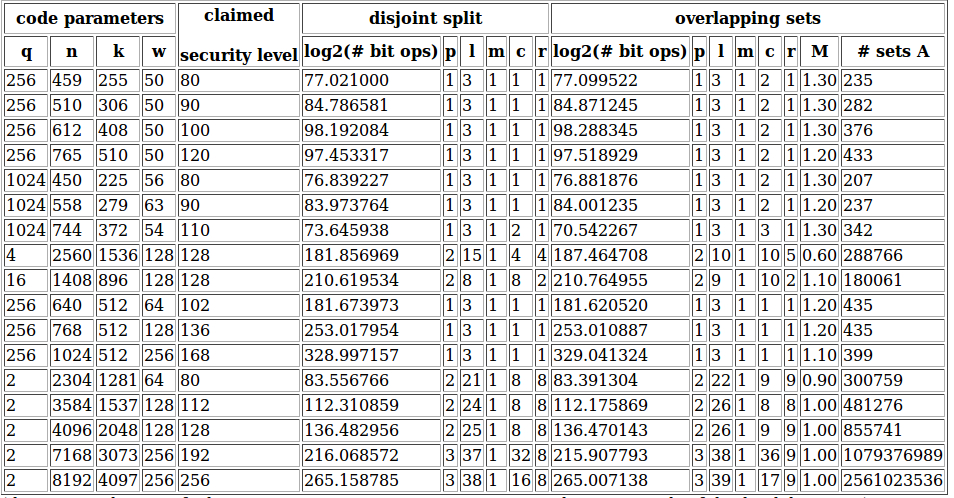 code parameters claimed security level disjoint split overlapping sets
q n k w log2(# bit ops) p l m c r log2(# bit ops) p l m c r M # sets A
256 459 255 50 80 77.021000 1 3 1 1 1 77.099522 1 3 1 2 1 1.30 235
256 510 306 50 90 84.786581 1 3 1 1 1 84.871245 1 3 1 2 1 1.30 282
256 612 408 50 100 98.192084 1 3 1 1 1 98.288345 1 3 1 2 1 1.30 376
256 765 510 50 120 97.453317 1 3 1 1 1 97.518929 1 3 1 2 1 1.20 433
1024 450 225 56 80 76.839227 1 3 1 1 1 76.881876 1 3 1 2 1 1.30 207
1024 558 279 63 90 83.973764 1 3 1 1 1 84.001235 1 3 1 2 1 1.20 237
1024 744 372 54 110 73.645938 1 3 1 2 1 70.542267 1 3 1 3 1 1.30 342
4 2560 1536 128 128 181.856969 2 15 1 4 4 187.464708 2 10 1 10 5 0.60 288766
16 1408 896 128 128 210.619534 2 8 1 8 2 210.764955 2 9 1 10 2 1.10 180061
256 640 512 64 102 181.673973 1 3 1 1 1 181.620520 1 3 1 1 1 1.20 435
256 768 512 128 136 253.017954 1 3 1 1 1 253.010887 1 3 1 1 1 1.20 435
256 1024 512 256 168 328.997157 1 3 1 1 1 329.041324 1 3 1 1 1 1.10 399
2 2304 1281 64 80 83.556766 2 21 1 8 8 83.391304 2 22 1 9 9 0.90 300759
2 3584 1537 128 112 112.310859 2 24 1 8 8 112.175869 2 26 1 8 8 1.00 481276
2 4096 2048 128 128 136.482956 2 25 1 8 8 136.470143 2 26 1 9 9 1.00 855741
2 7168 3073 256 192 216.068572 3 37 1 32 8 215.907793 3 38 1 36 9 1.00 1079376989
2 8192 4097 256 256 265.158785 3 38 1 16 8 265.007138 3 39 1 17 9 1.00 2561023536